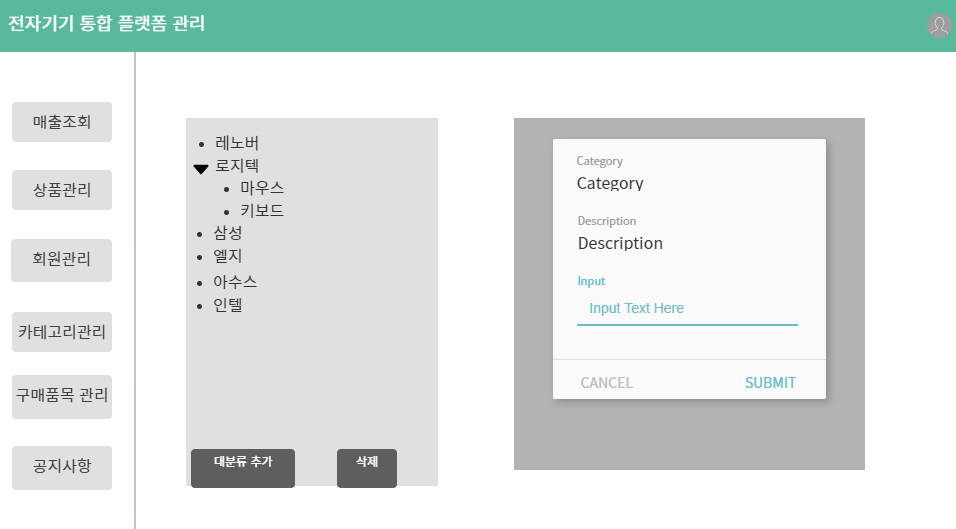 전자기기 통합 플랫폼 관리
매출조회
상품관리
회원관리
카테고리관리
구매품목 관리
공지사항
레노버
로지텍
마우스
키보드
삼성
엘지
아수스
인텔
대분류 추가
삭제
Category
Category
Description
Description
Input
Input Text Here
CANCEL
SUBMIT